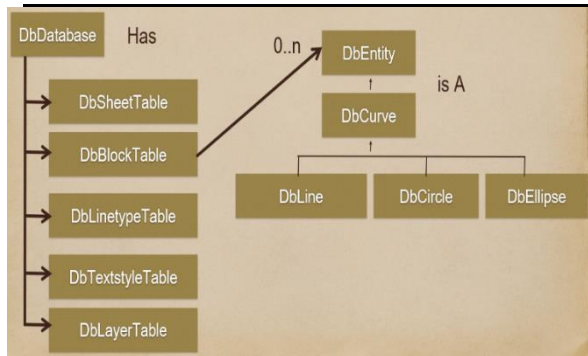 DbDatabase
Has
DbSheetTable
DbBlockTable
DbLinetypeTable
DbTextstyleTable
DbLayerTable
0..n
DbEntity
is A
DbCurve
DbLine
DbCircle
DbEllipse